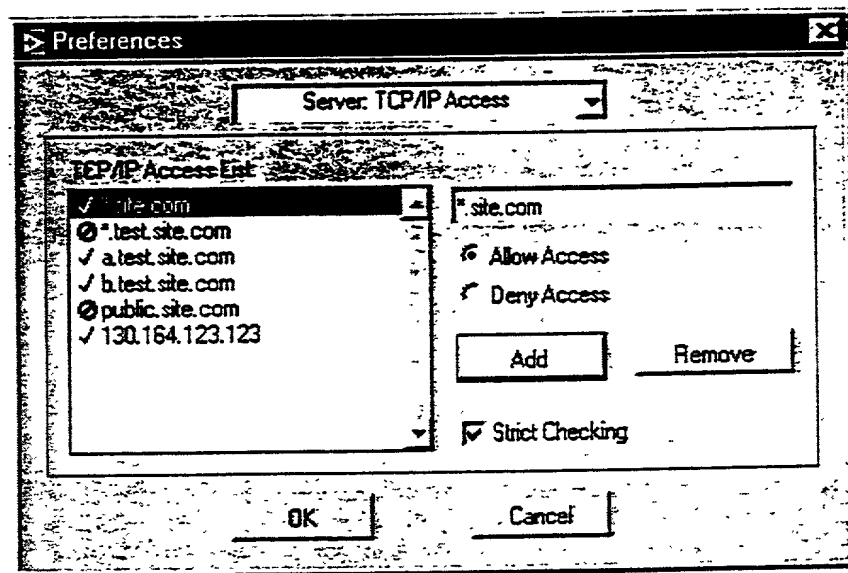 Preferences
Server: TCP/IP Access
TCP/IP Access List
*.site.com
*.site.com
*.test.site.com
a.test.site.com
b.test.site.com
public.site.com
130.164.123.123
Allow Access
Deny Access
Add
Remove
Strict Checking
OK
Cancel